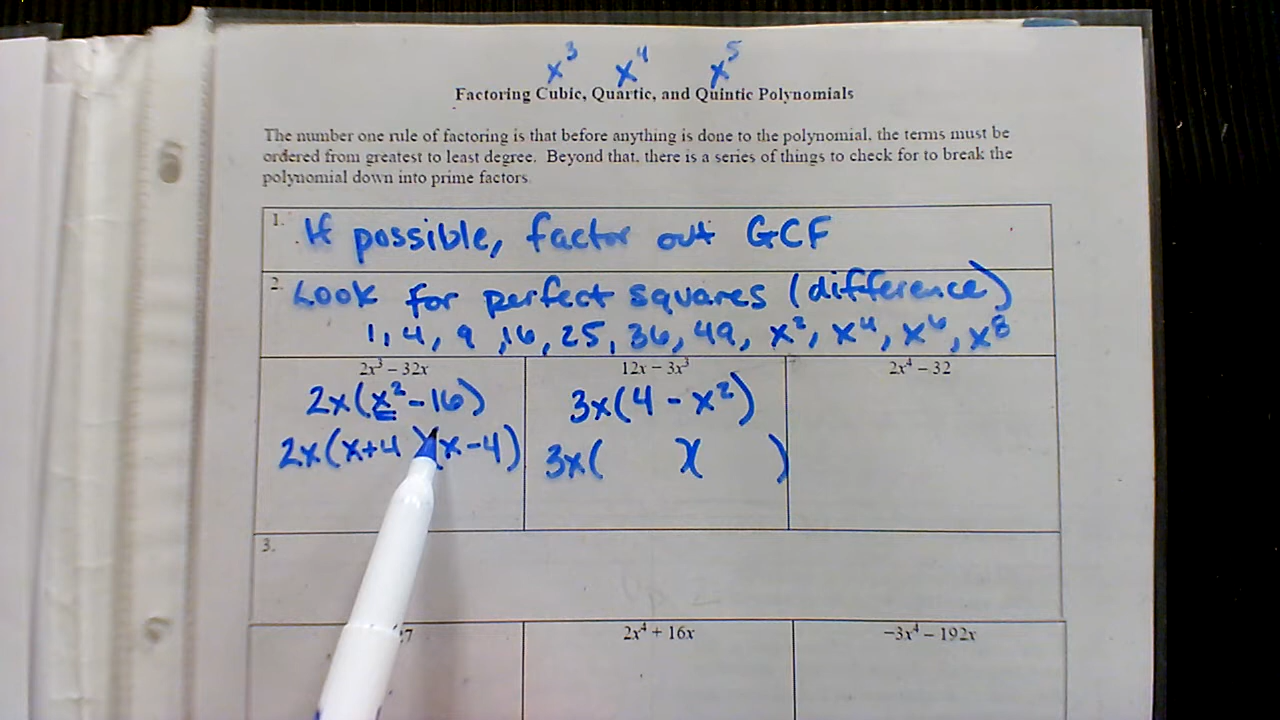 x³ x⁴ x⁵
Factoring Cubic, Quartic, and Quintic Polynomials
The number one rule of factoring is that before anything is done to the polynomial, the terms must be
ordered from greatest to least degree. Beyond that, there is a series of things to check for to break the
polynomial down into prime factors.
1. If possible, factor out GCF
2. Look for perfect squares (difference)
1, 4, 9, 16, 25, 36, 49, x², x⁴, x⁶, x⁸
2x³ – 32x 12x – 3x³ 2x⁴ – 32
2x(x²-16) 3x(4-x²)
2x(x+4)(x-4) 3x( )( )
3.
2x⁴ + 16x –3x⁴ – 192x